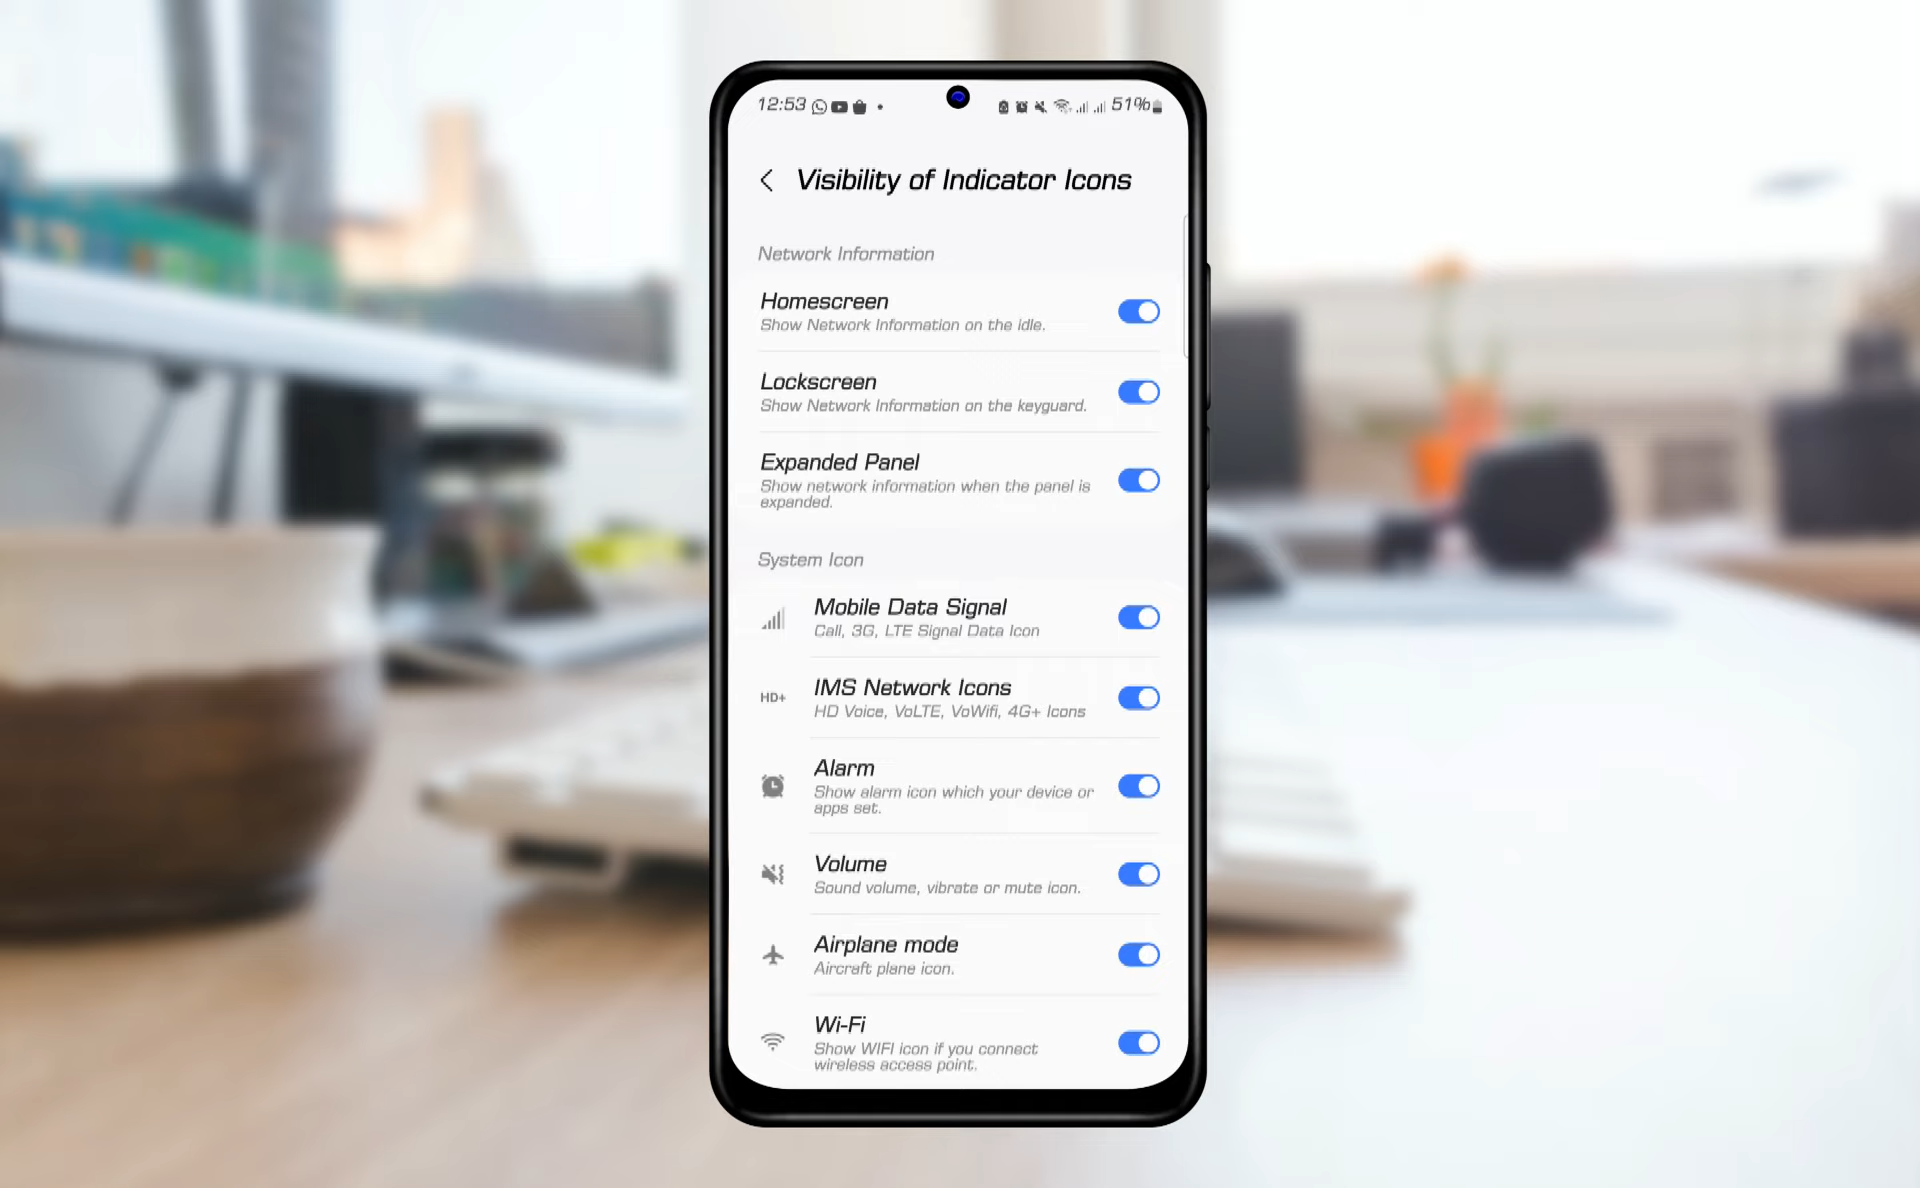 12:53 51%
Visibility of Indicator Icons
Network Information
Homescreen
Show Network Information on the idle.
Lockscreen
Show Network Information on the keyguard.
Expanded Panel
Show network information when the panel is
expanded.
System Icon
Mobile Data Signal
Call, 3G, LTE Signal Data Icon
HD+ IMS Network Icons
HD Voice, VoLTE, VoWifi, 4G+ Icons
Alarm
Show alarm icon which your device or
apps set.
Volume
Sound volume, vibrate or mute icon.
Airplane mode
Aircraft plane icon.
Wi-Fi
Show WIFI icon if you connect
wireless access point.